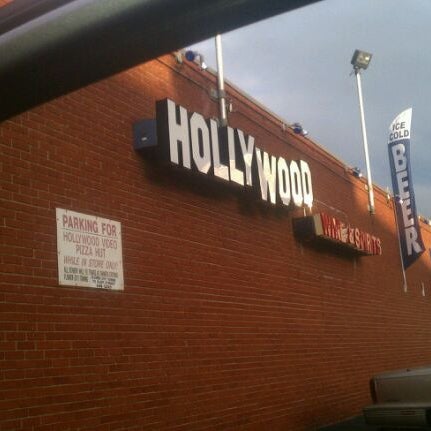 HOLLYWOOD
WINE & SPIRITS
ICE
COLD
BEER
PARKING FOR
HOLLYWOOD VIDEO
PIZZA HUT
WHILE IN STORE ONLY